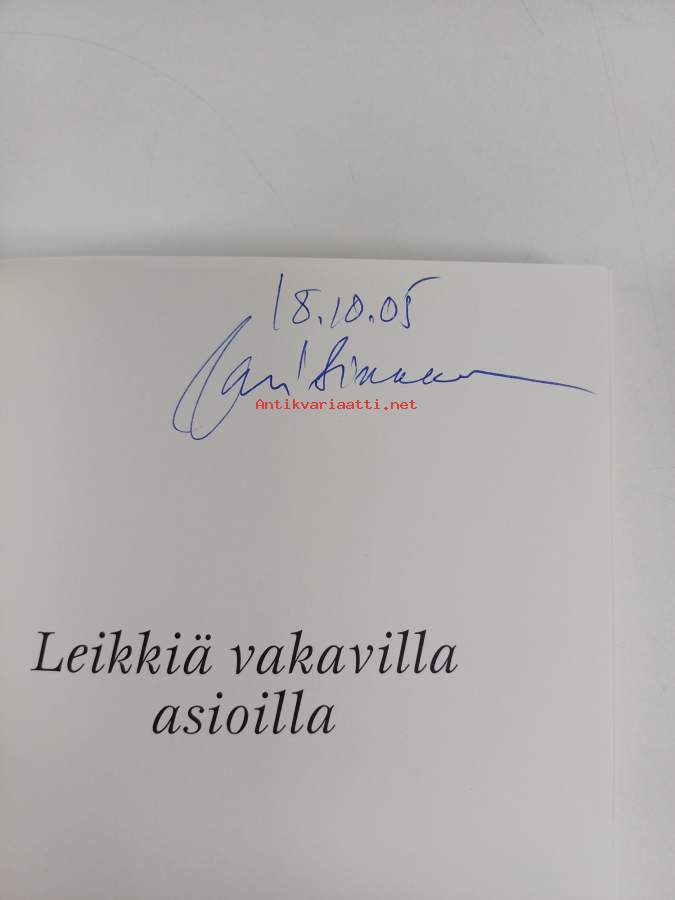 18.10.05
Antikvariaatti.net
Leikkiä vakavilla
asioilla